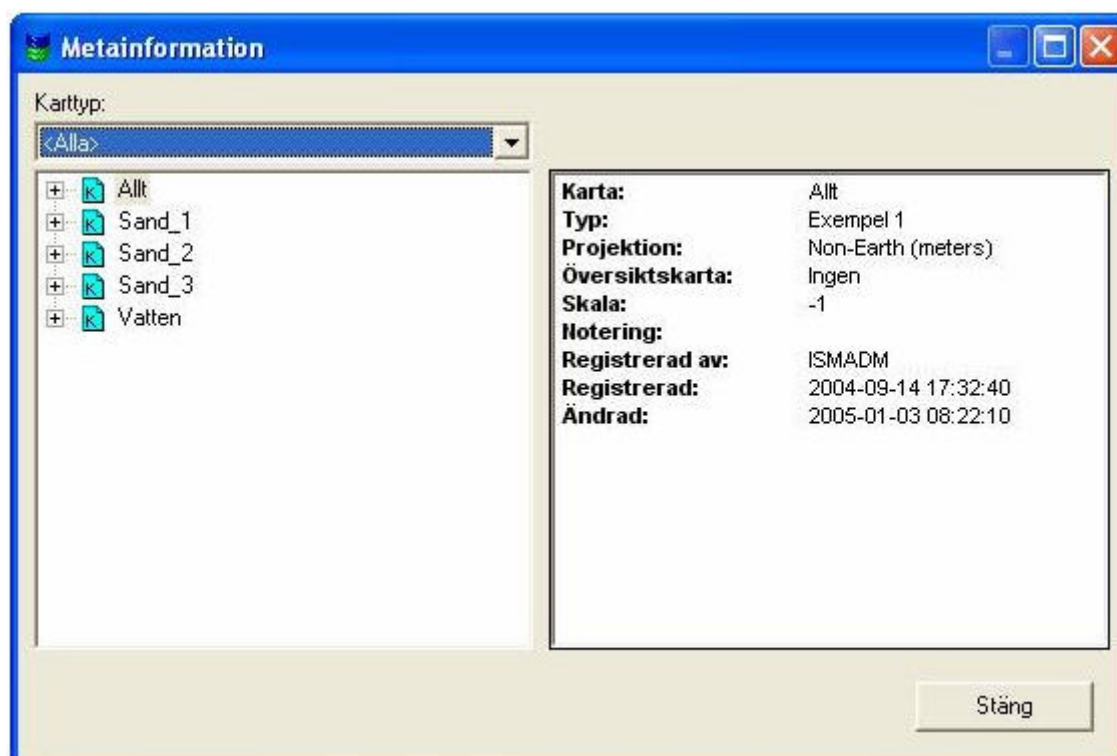 Metainformation
Karttyp:
<Alla>
Allt
Sand_1
Sand_2
Sand_3
Vatten
Karta: Allt
Typ: Exempel 1
Projektion: Non-Earth (meters)
Översiktskarta: Ingen
Skala: -1
Notering:
Registrerad av: ISMADM
Registrerad: 2004-09-14 17:32:40
Ändrad: 2005-01-03 08:22:10
Stäng